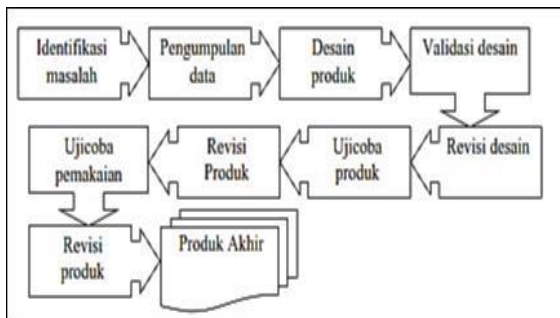 Identifikasi
masalah
Pengumpulan
data
Desain
produk
Validasi desain
Revisi desain
Ujicoba
produk
Revisi
Produk
Ujicoba
pemakaian
Revisi
produk
Produk Akhir